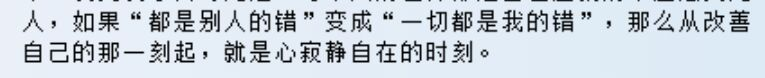 人，如果“都是别人的错”变成“一切都是我的错”，那么从改善
自己的那一刻起，就是心寂静自在的时刻。